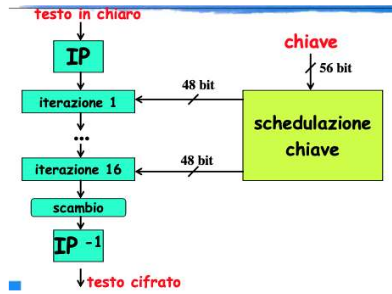 testo in chiaro
IP
chiave
56 bit
48 bit
iterazione 1
schedulazione
chiave
...
48 bit
iterazione 16
scambio
IP -1
testo cifrato